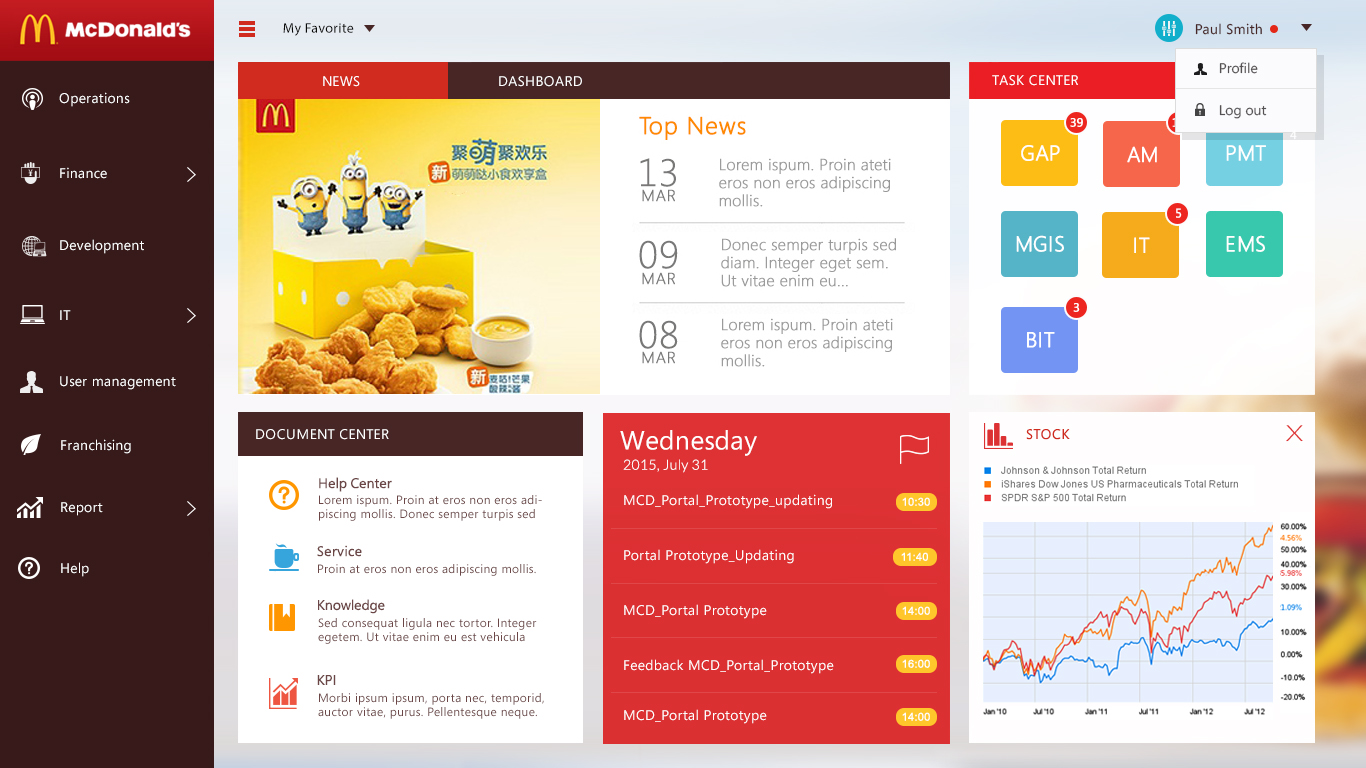 McDonald's
My Favorite
Paul Smith
Profile
Log out
Operations
Finance
Development
IT
User management
Franchising
Report
Help
NEWS
DASHBOARD
聚萌聚欢乐
新 萌萌哒小食欢享盒
新
Top News
13
MAR
Lorem ispum. Proin ateti
eros non eros adipiscing
mollis.
09
MAR
Donec semper turpis sed
diam. Integer eget sem.
Ut vitae enim eu...
08
MAR
Lorem ispum. Proin ateti
eros non eros adipiscing
mollis.
TASK CENTER
GAP
39
AM
PMT
4
MGIS
IT
5
EMS
BIT
3
DOCUMENT CENTER
Help Center
Lorem ispum. Proin at eros non eros adi-
piscing mollis. Donec semper turpis sed
Service
Proin at eros non eros adipiscing mollis.
Knowledge
Sed consequat ligula nec tortor. Integer
egetem. Ut vitae enim eu est vehicula
KPI
Morbi ipsum ipsum, porta nec, temporid,
auctor vitae, purus. Pellentesque neque.
Wednesday
2015, July 31
MCD_Portal_Prototype_updating 10:30
Portal Prototype_Updating 11:40
MCD_Portal Prototype 14:00
Feedback MCD_Portal_Prototype 16:00
MCD_Portal Prototype 14:00
STOCK
Johnson & Johnson Total Return
iShares Dow Jones US Pharmaceuticals Total Return
SPDR S&P 500 Total Return
60.00%
4.56%
50.00%
40.00%
5.98%
30.00%
1.09%
10.00%
0.00%
-10.0%
-20.0%
Jan '10 Jul '10 Jan '11 Jul '11 Jan '12 Jul '12